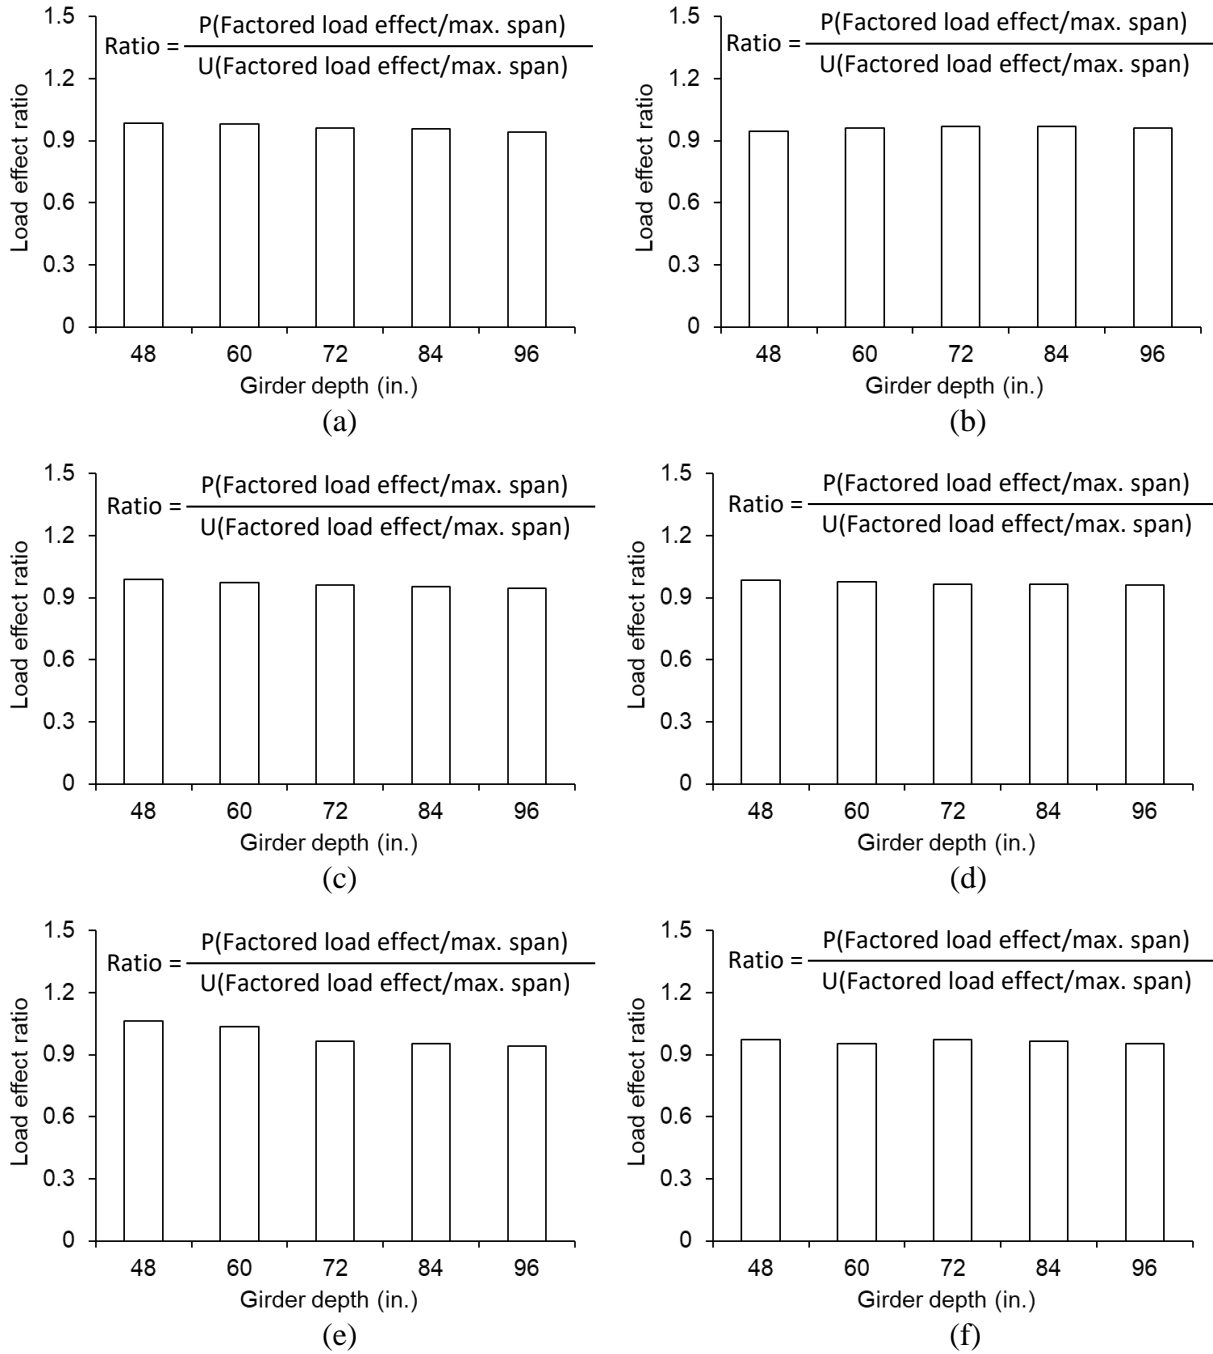 1.5
1.2
0.9
0.6
0.3
0
Load effect ratio
Ratio = P(Factored load effect/max. span)
U(Factored load effect/max. span)
48 60 72 84 96
Girder depth (in.)
(a)
1.5
1.2
0.9
0.6
0.3
0
Load effect ratio
Ratio = P(Factored load effect/max. span)
U(Factored load effect/max. span)
48 60 72 84 96
Girder depth (in.)
(b)
1.5
1.2
0.9
0.6
0.3
0
Load effect ratio
Ratio = P(Factored load effect/max. span)
U(Factored load effect/max. span)
48 60 72 84 96
Girder depth (in.)
(c)
1.5
1.2
0.9
0.6
0.3
0
Load effect ratio
Ratio = P(Factored load effect/max. span)
U(Factored load effect/max. span)
48 60 72 84 96
Girder depth (in.)
(d)
1.5
1.2
0.9
0.6
0.3
0
Load effect ratio
Ratio = P(Factored load effect/max. span)
U(Factored load effect/max. span)
48 60 72 84 96
Girder depth (in.)
(e)
1.5
1.2
0.9
0.6
0.3
0
Load effect ratio
Ratio = P(Factored load effect/max. span)
U(Factored load effect/max. span)
48 60 72 84 96
Girder depth (in.)
(f)